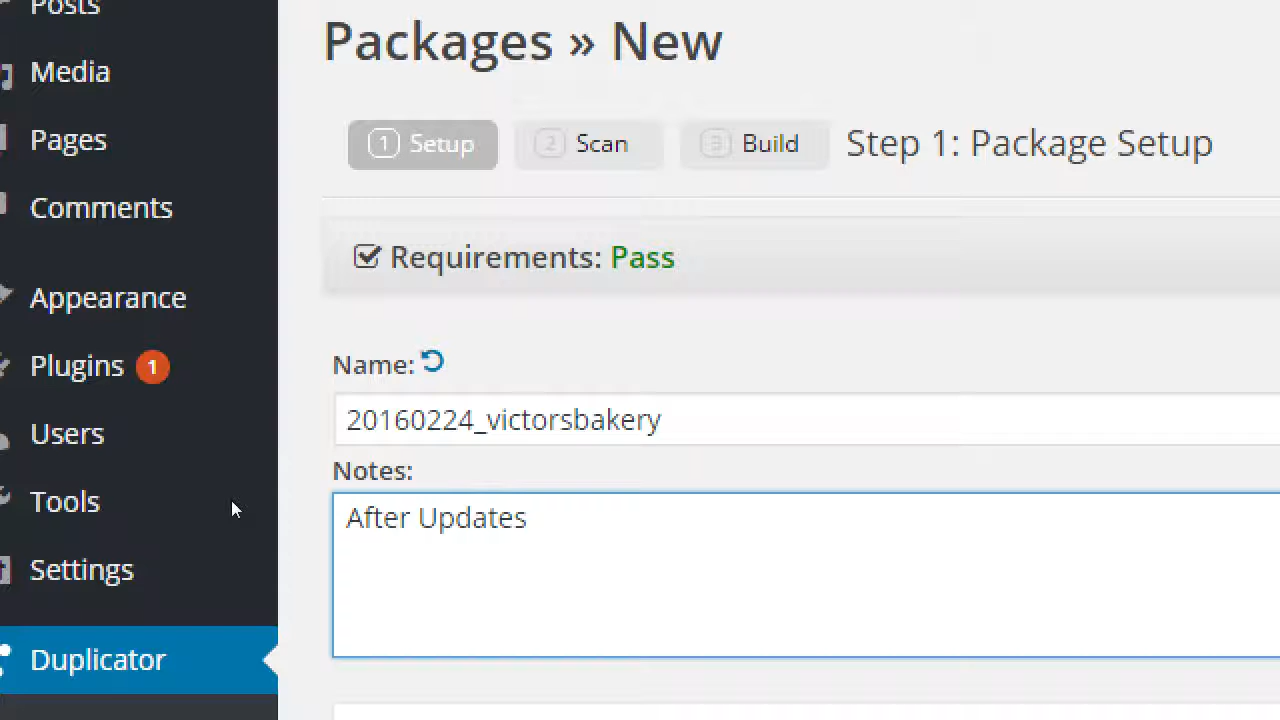 Posts
Media
Pages
Comments
Appearance
Plugins 1
Users
Tools
Settings
Duplicator
Packages » New
1 Setup 2 Scan 3 Build Step 1: Package Setup
Requirements: Pass
Name:
20160224_victorsbakery
Notes:
After Updates